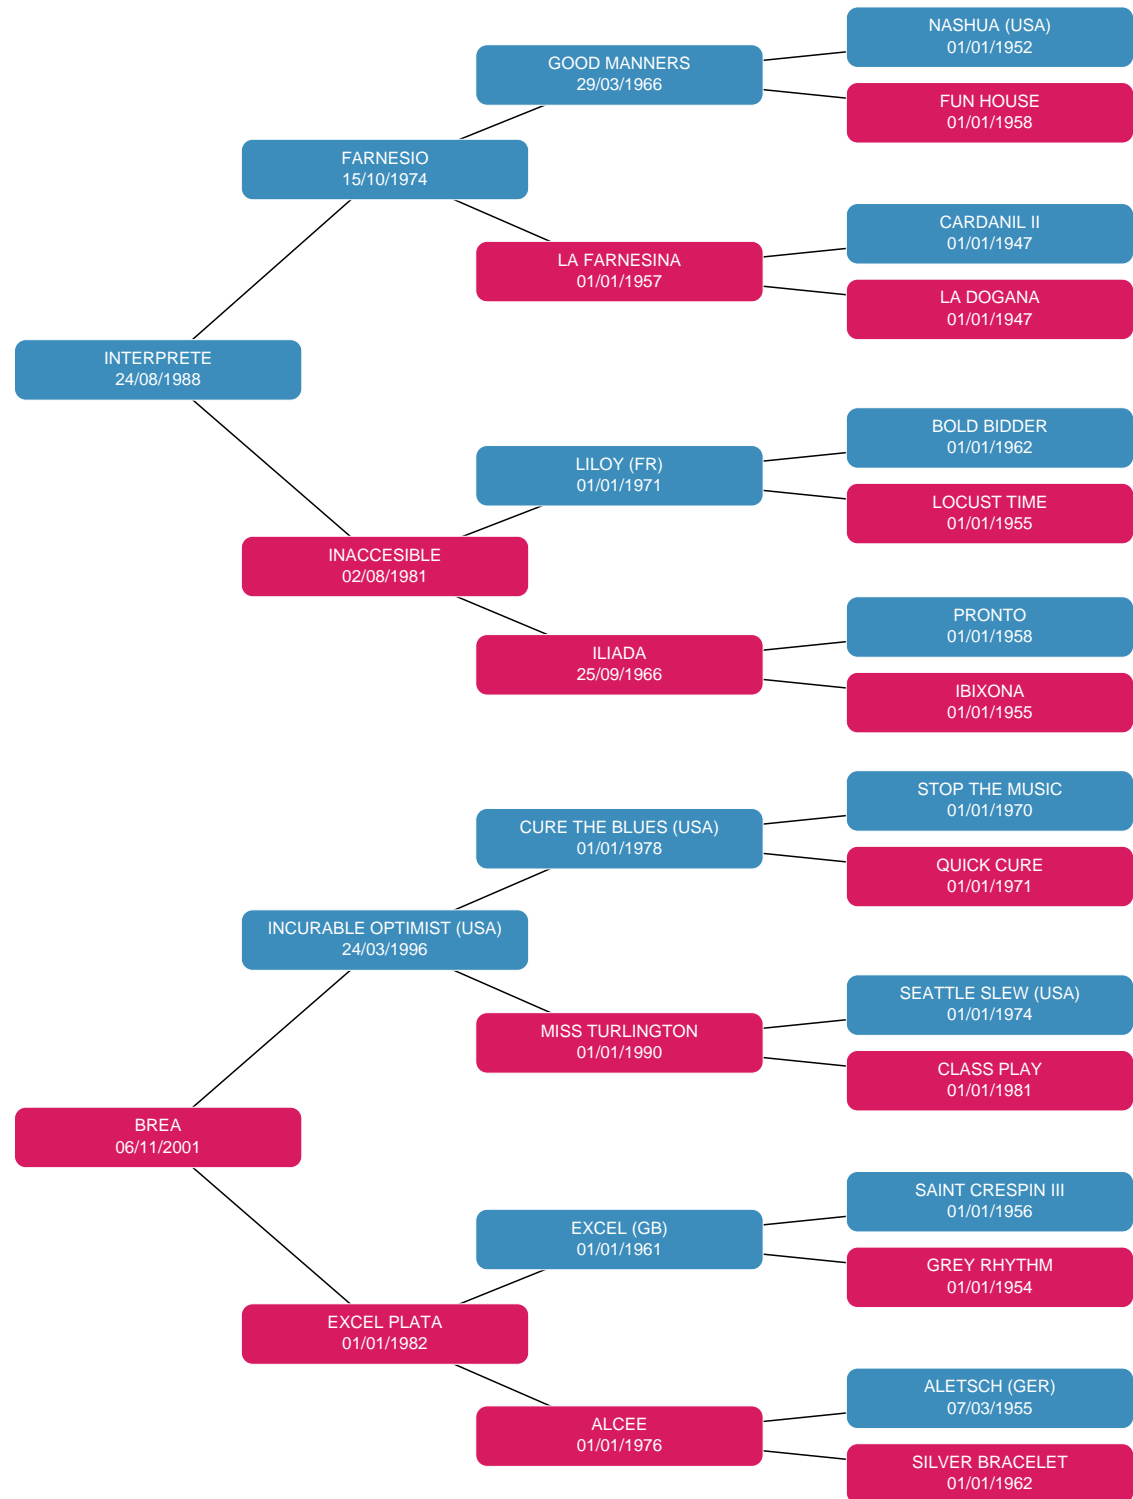 NASHUA (USA)
01/01/1952
GOOD MANNERS
29/03/1966
FUN HOUSE
01/01/1958
FARNESIO
15/10/1974
CARDANIL II
01/01/1947
LA FARNESINA
01/01/1957
LA DOGANA
01/01/1947
INTERPRETE
24/08/1988
BOLD BIDDER
01/01/1962
LILOY (FR)
01/01/1971
LOCUST TIME
01/01/1955
INACCESIBLE
02/08/1981
PRONTO
01/01/1958
ILIADA
25/09/1966
IBIXONA
01/01/1955
STOP THE MUSIC
01/01/1970
CURE THE BLUES (USA)
01/01/1978
QUICK CURE
01/01/1971
INCURABLE OPTIMIST (USA)
24/03/1996
SEATTLE SLEW (USA)
01/01/1974
MISS TURLINGTON
01/01/1990
CLASS PLAY
01/01/1981
BREA
06/11/2001
SAINT CRESPIN III
01/01/1956
EXCEL (GB)
01/01/1961
GREY RHYTHM
01/01/1954
EXCEL PLATA
01/01/1982
ALETSCH (GER)
07/03/1955
ALCEE
01/01/1976
SILVER BRACELET
01/01/1962